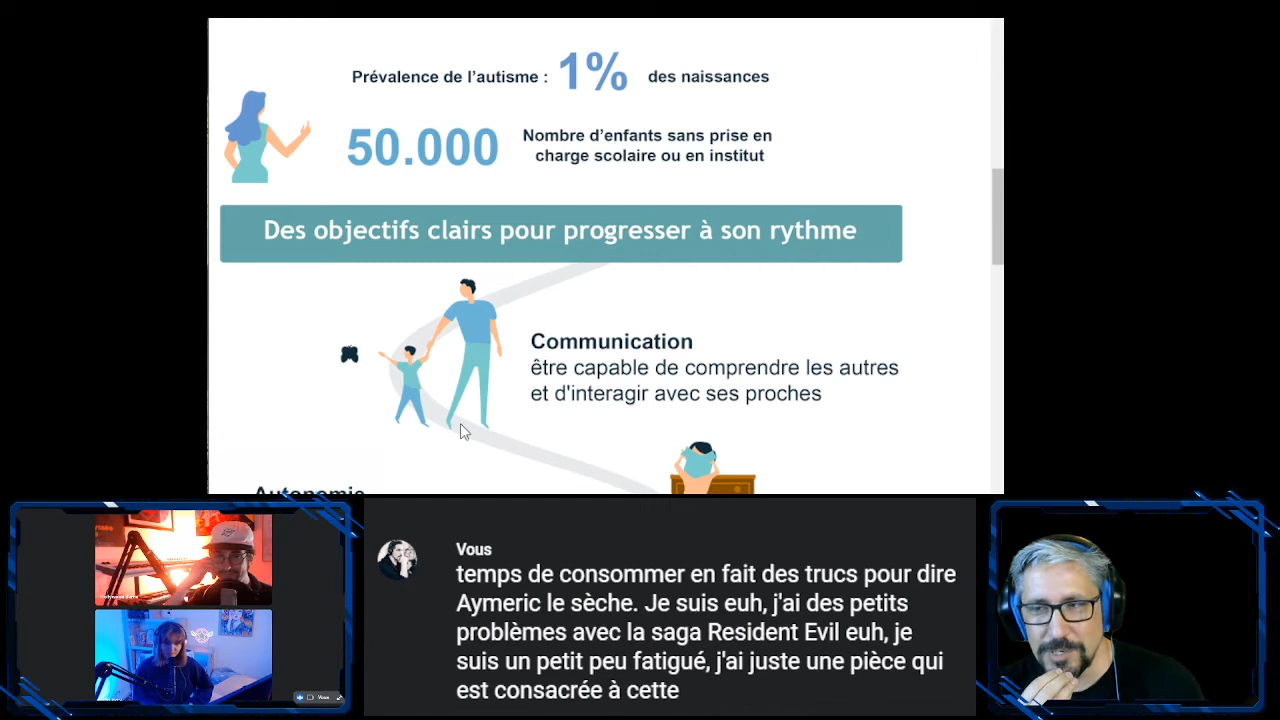 Prévalence de l'autisme : 1% des naissances
50.000 Nombre d'enfants sans prise en
charge scolaire ou en institut
Des objectifs clairs pour progresser à son rythme
Communication
être capable de comprendre les autres
et d'interagir avec ses proches
Autonomie
Vous
temps de consommer en fait des trucs pour dire
Aymeric le sèche. Je suis euh, j'ai des petits
problèmes avec la saga Resident Evil euh, je
suis un petit peu fatigué, j'ai juste une pièce qui
est consacrée à cette
Vous